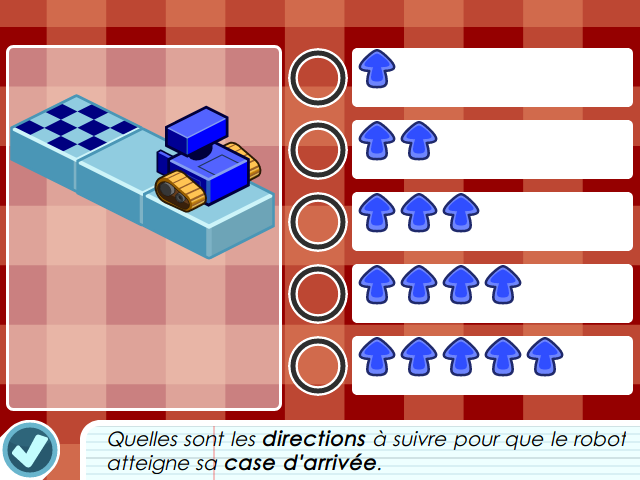 Quelles sont les directions à suivre pour que le robot
atteigne sa case d'arrivée.